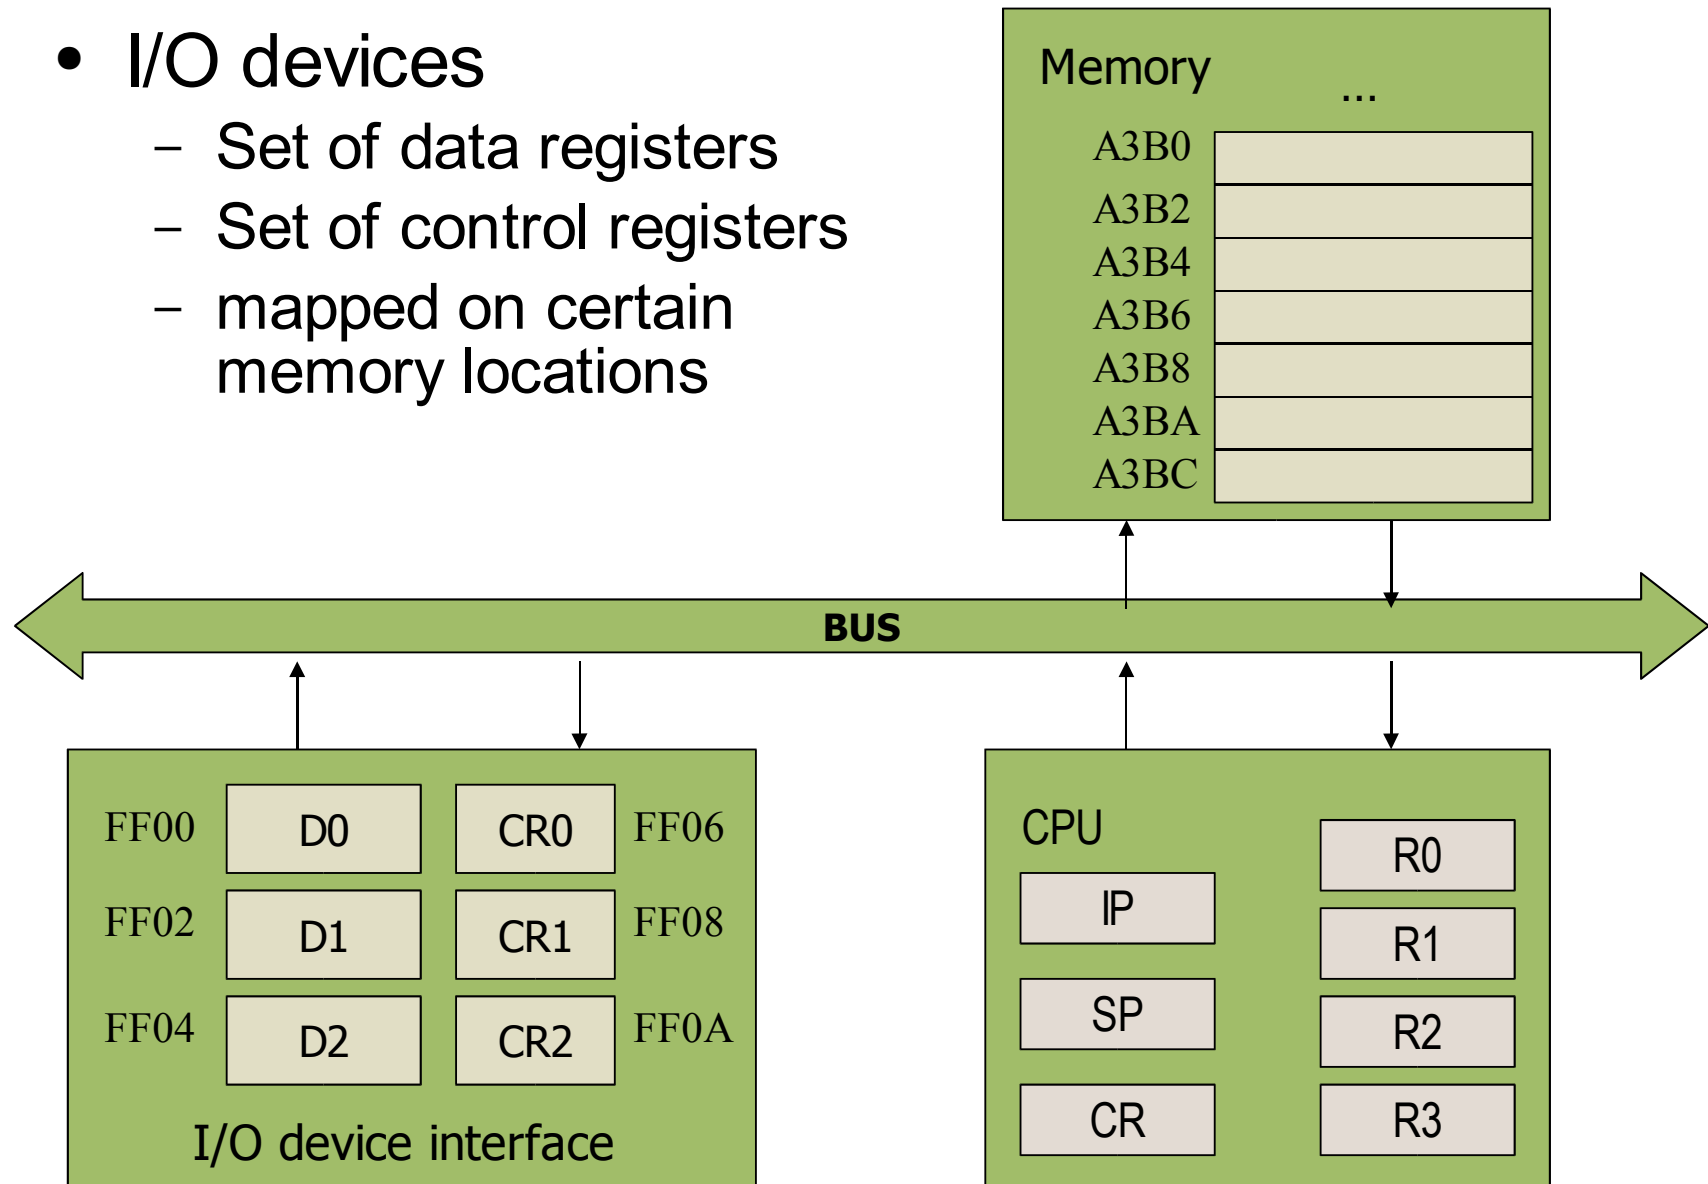 • I/O devices
– Set of data registers
– Set of control registers
– mapped on certain
memory locations
Memory
...
A3B0
A3B2
A3B4
A3B6
A3B8
A3BA
A3BC
BUS
FF00 D0 CR0 FF06
FF02 D1 CR1 FF08
FF04 D2 CR2 FF0A
I/O device interface
CPU
IP
SP
CR
R0
R1
R2
R3